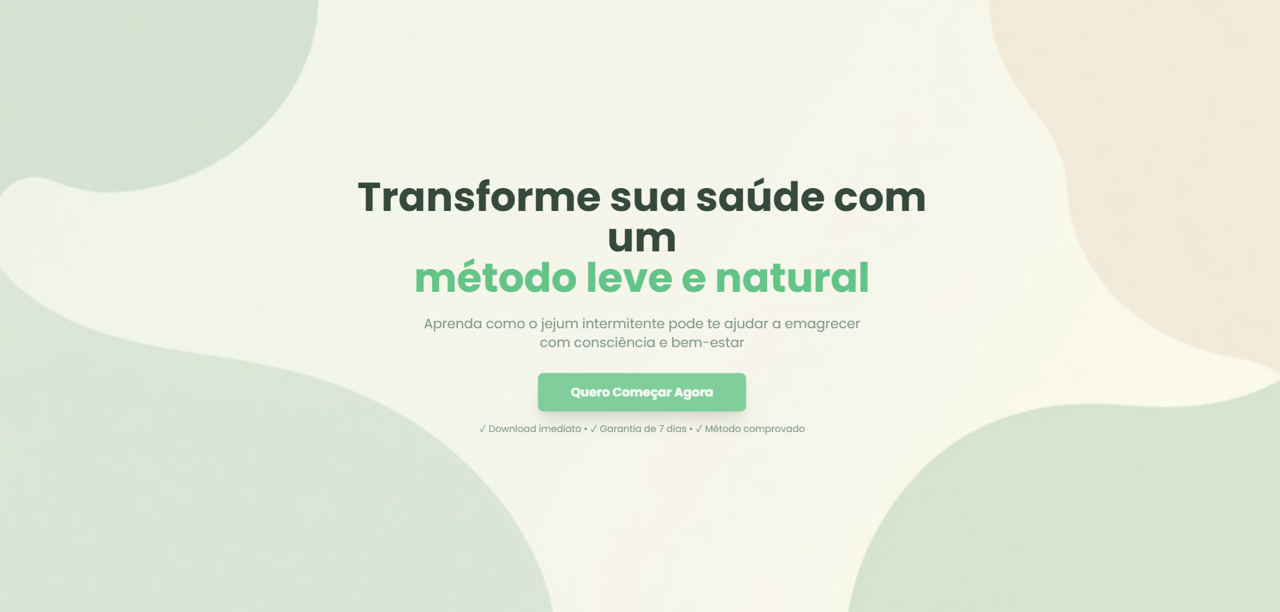 Transforme sua saúde com
um
método leve e natural
Aprenda como o jejum intermitente pode te ajudar a emagrecer
com consciência e bem-estar
Quero Começar Agora
✓ Download imediato • ✓ Garantia de 7 dias • ✓ Método comprovado